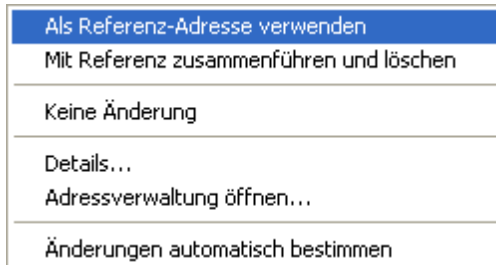 Als Referenz-Adresse verwenden
Mit Referenz zusammenführen und löschen
Keine Änderung
Details...
Adressverwaltung öffnen...
Änderungen automatisch bestimmen